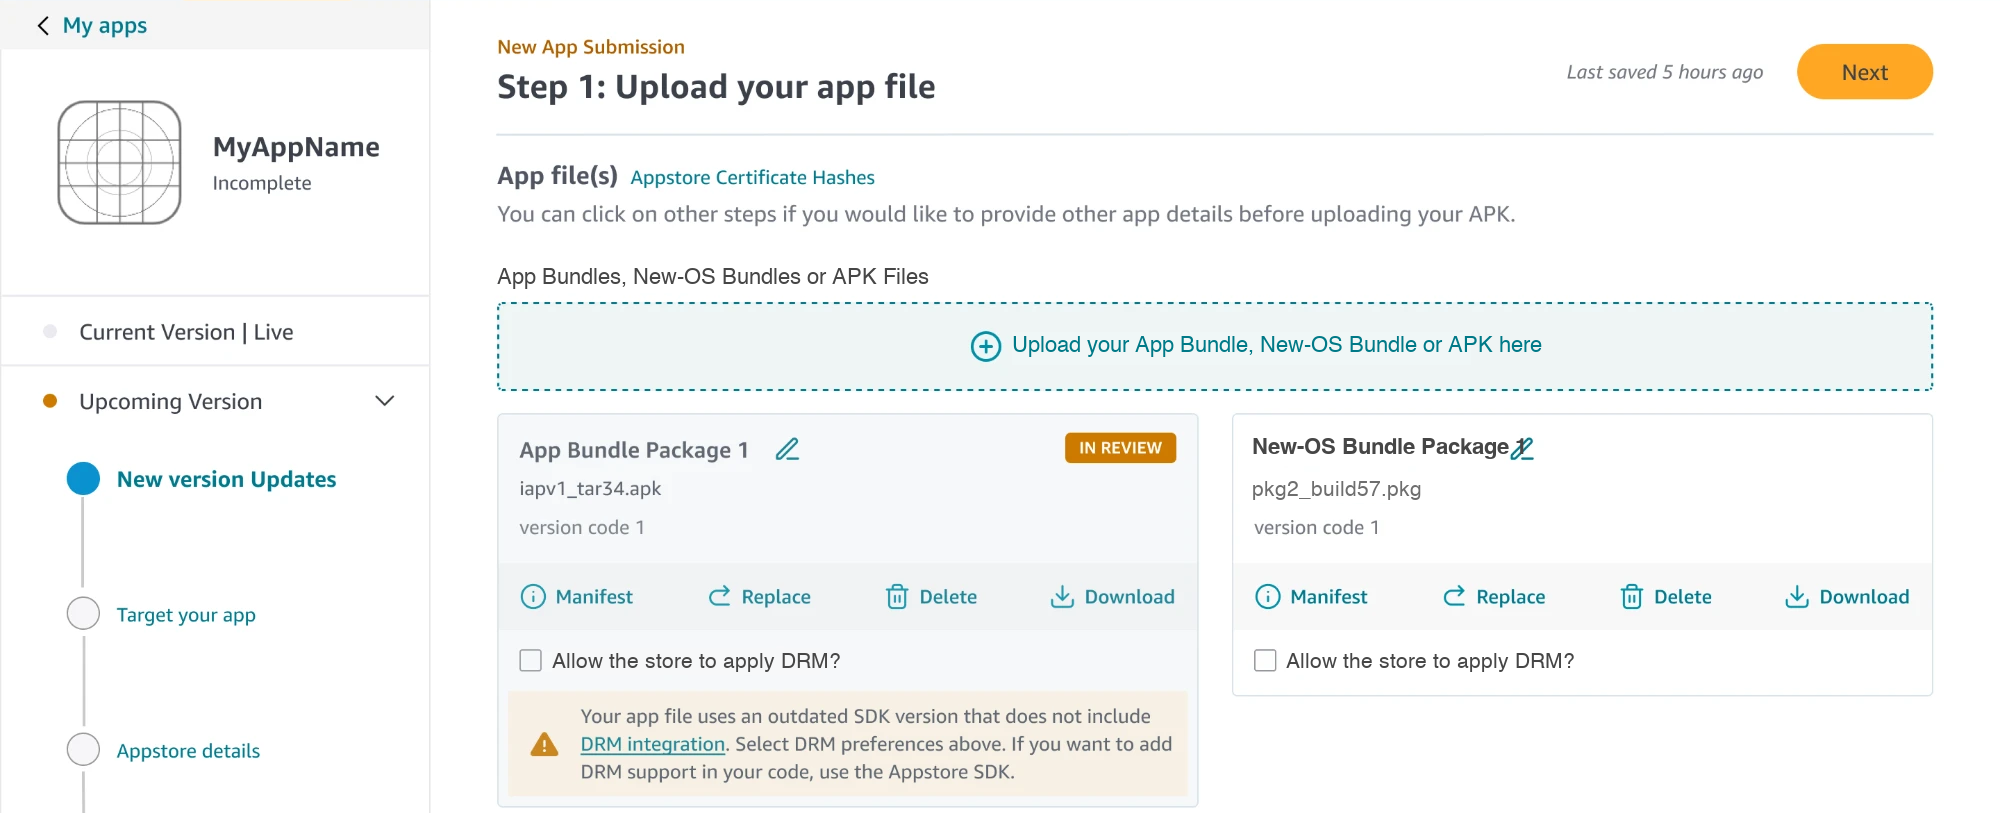 My apps
MyAppName
Incomplete
Current Version | Live
Upcoming Version
New version Updates
Target your app
Appstore details
New App Submission
Step 1: Upload your app file
Last saved 5 hours ago
Next
App file(s) Appstore Certificate Hashes
You can click on other steps if you would like to provide other app details before uploading your APK.
App Bundles, New-OS Bundles or APK Files
Upload your App Bundle, New-OS Bundle or APK here
App Bundle Package 1
IN REVIEW
iapv1_tar34.apk
version code 1
Manifest Replace Delete Download
Allow the store to apply DRM?
Your app file uses an outdated SDK version that does not include
DRM integration. Select DRM preferences above. If you want to add
DRM support in your code, use the Appstore SDK.
New-OS Bundle Package 1
pkg2_build57.pkg
version code 1
Manifest Replace Delete Download
Allow the store to apply DRM?